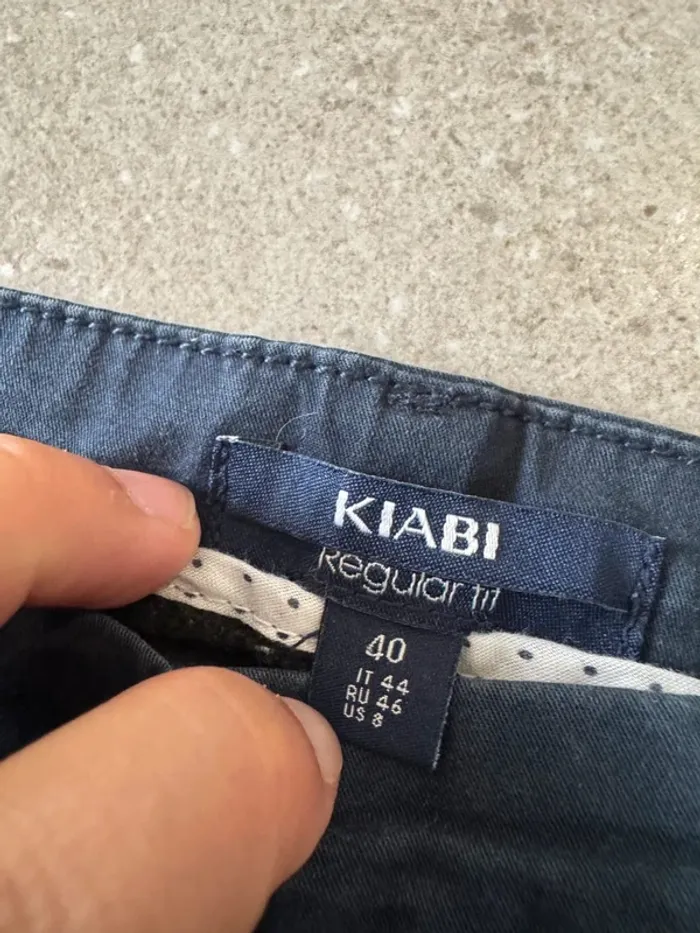 KIABI
Regular fit
40
IT 44
RU 46
US 8